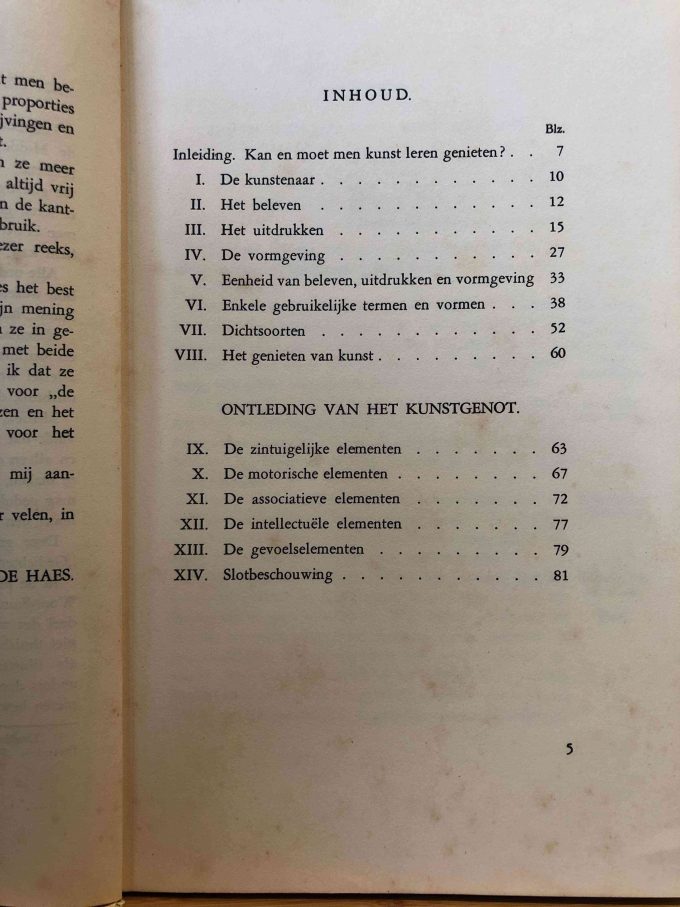 t men be-
proporties
jvingen en
t.
n ze meer
altijd vrij
n de kant-
bruik.
ezer reeks,
es het best
ijn mening
n ze in ge-
met beide
ik dat ze
voor „de
zen en het
voor het
mij aan-
r velen, in
DE HAES.
INHOUD.
Blz.
Inleiding. Kan en moet men kunst leren genieten? . . 7
I. De kunstenaar . . . . . . . . . . . . 10
II. Het beleven . . . . . . . . . . . . 12
III. Het uitdrukken . . . . . . . . . . . 15
IV. De vormgeving . . . . . . . . . . . 27
V. Eenheid van beleven, uitdrukken en vormgeving 33
VI. Enkele gebruikelijke termen en vormen . . . 38
VII. Dichtsoorten . . . . . . . . . . . . 52
VIII. Het genieten van kunst . . . . . . . . . 60
ONTLEDING VAN HET KUNSTGENOT.
IX. De zintuigelijke elementen . . . . . . . 63
X. De motorische elementen . . . . . . . . 67
XI. De associatieve elementen . . . . . . . 72
XII. De intellectuële elementen . . . . . . . 77
XIII. De gevoelselementen . . . . . . . . . 79
XIV. Slotbeschouwing . . . . . . . . . . . 81
5